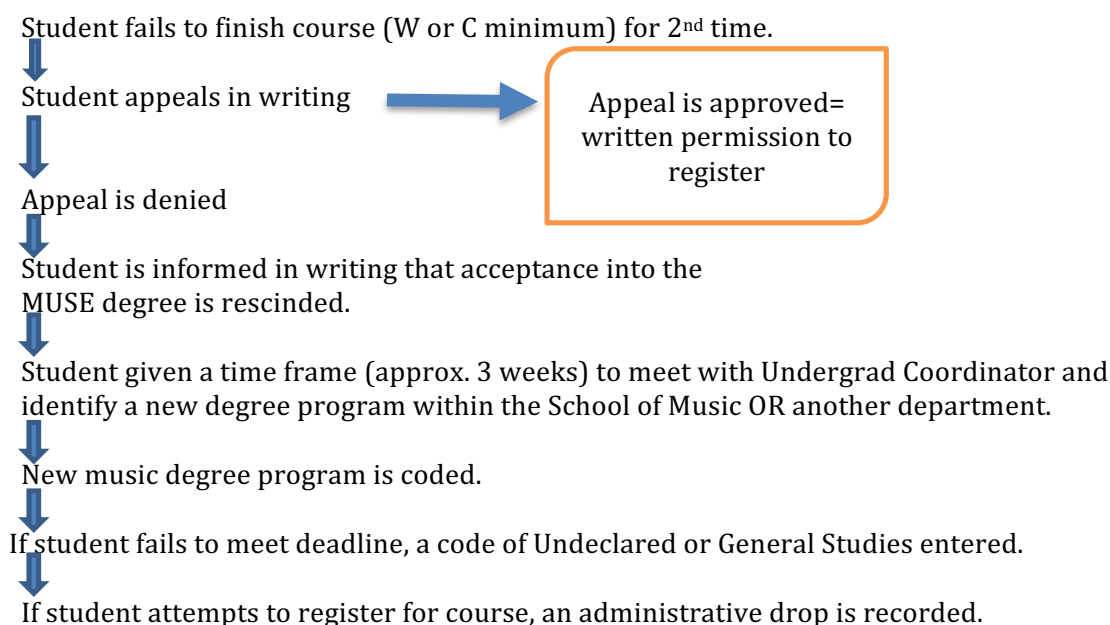 Student fails to finish course (W or C minimum) for 2nd time.
Student appeals in writing
Appeal is approved=
written permission to
register
Appeal is denied
Student is informed in writing that acceptance into the
MUSE degree is rescinded.
Student given a time frame (approx. 3 weeks) to meet with Undergrad Coordinator and
identify a new degree program within the School of Music OR another department.
New music degree program is coded.
If student fails to meet deadline, a code of Undeclared or General Studies entered.
If student attempts to register for course, an administrative drop is recorded.